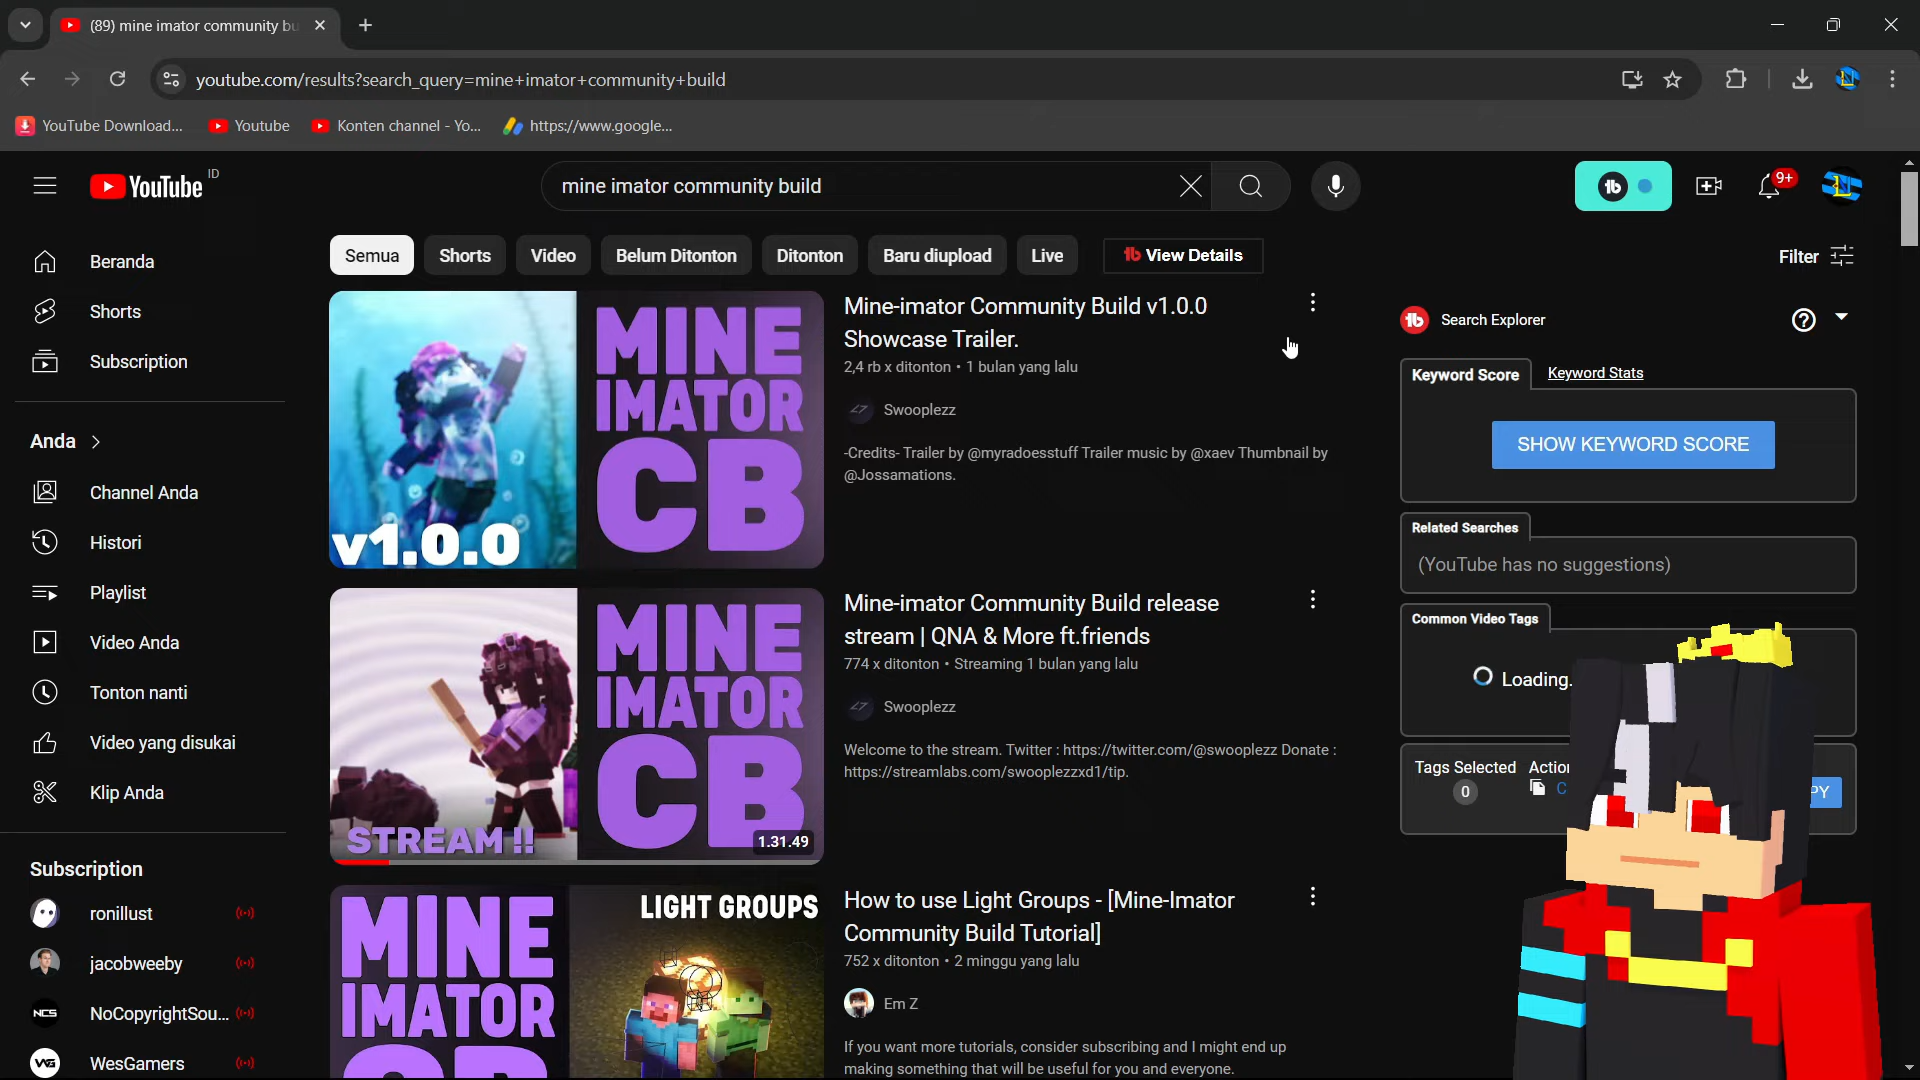 (89) mine imator community bu
youtube.com/results?search_query=mine+imator+community+build
YouTube Download...
Youtube
Konten channel - Yo...
https://www.google...
YouTube ID
mine imator community build
9+
Semua
Shorts
Video
Belum Ditonton
Ditonton
Baru diupload
Live
View Details
Filter
Beranda
Shorts
Subscription
Anda
Channel Anda
Histori
Playlist
Video Anda
Tonton nanti
Video yang disukai
Klip Anda
Subscription
ronillust
jacobweeby
NCS
NoCopyrightSou...
WesGamers
MINE
IMATOR
CB
v1.0.0
Mine-imator Community Build v1.0.0
Showcase Trailer.
2,4 rb x ditonton • 1 bulan yang lalu
Swooplezz
-Credits- Trailer by @myradoesstuff Trailer music by @xaev Thumbnail by
@Jossamations.
MINE
IMATOR
CB
STREAM !!
1.31.49
Mine-imator Community Build release
stream | QNA & More ft.friends
774 x ditonton • Streaming 1 bulan yang lalu
Swooplezz
Welcome to the stream. Twitter : https://twitter.com/@swooplezz Donate :
https://streamlabs.com/swooplezzxd1/tip.
MINE
IMATOR
CB
LIGHT GROUPS
How to use Light Groups - [Mine-Imator
Community Build Tutorial]
752 x ditonton • 2 minggu yang lalu
Em Z
If you want more tutorials, consider subscribing and I might end up
making something that will be useful for you and everyone.
Search Explorer
Keyword Score
Keyword Stats
SHOW KEYWORD SCORE
Related Searches
(YouTube has no suggestions)
Common Video Tags
Loading.
Tags Selected
0
Actio
C
PY